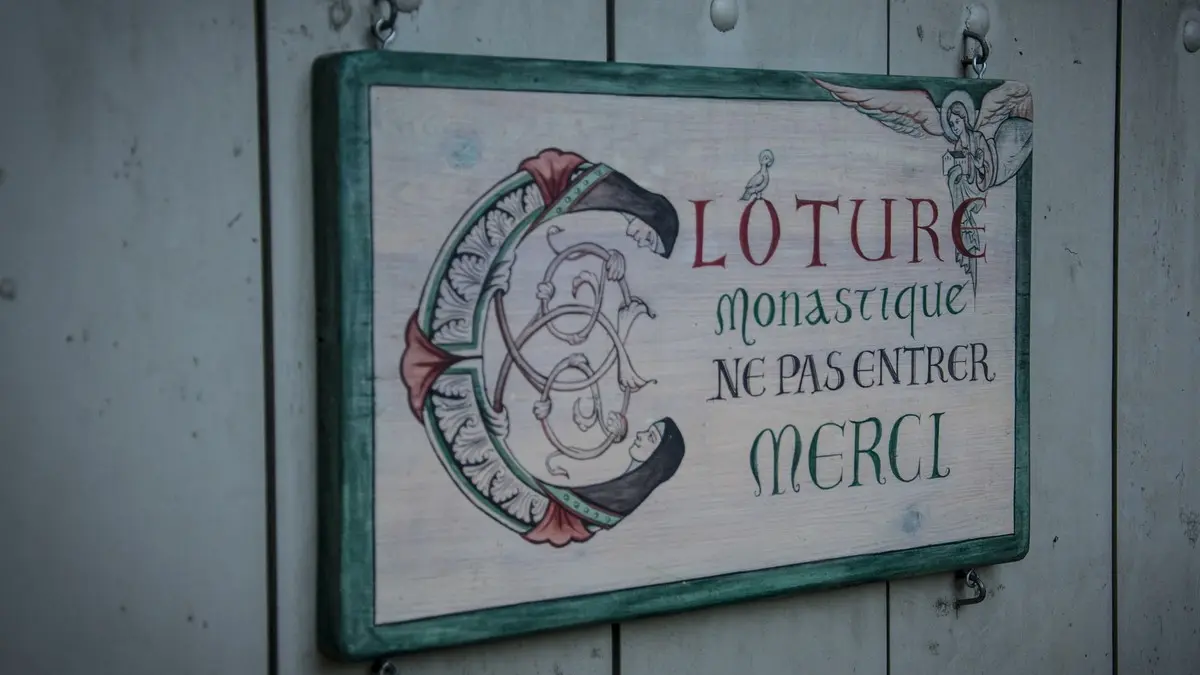 CLOTURE
monastique
NE PAS ENTRER
MERCI